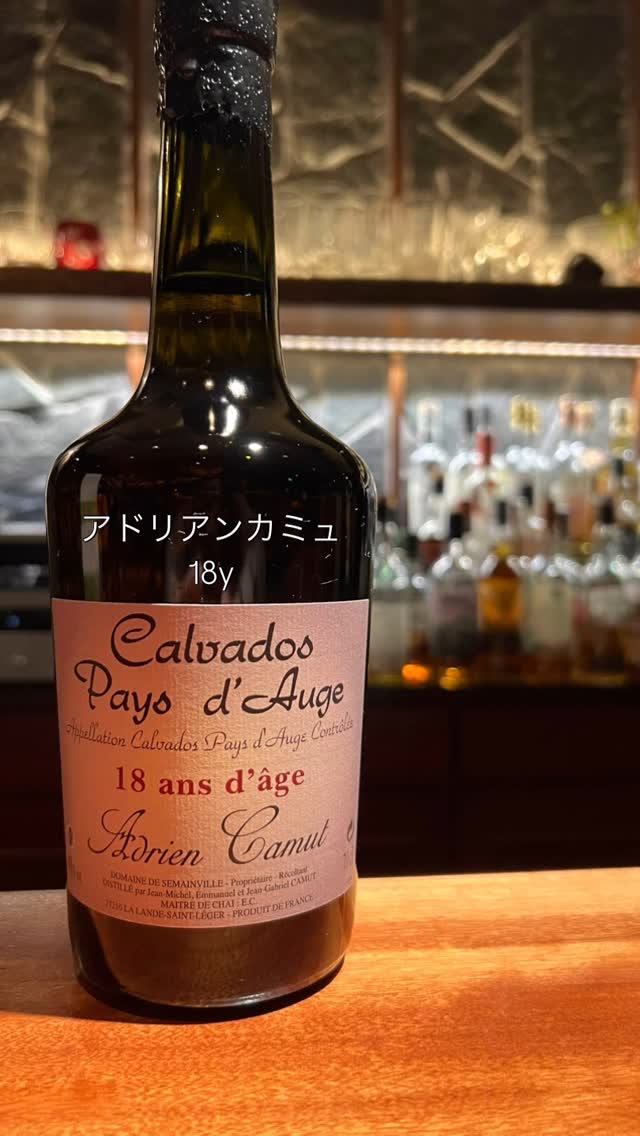 アドリアンカミュ
18y
Calvados
Pays d'Auge
Appellation Calvados Pays d'Auge Contrôlée
18 ans d'âge
Adrien Camut
DOMAINE DE SEMAINVILLE - Propriétaire - Récoltant
DISTILLÉ par Jean-Michel, Emmanuel et Jean-Gabriel CAMUT
MAITRE DE CHAI : E.C.
27210 LA LANDE-SAINT-LÉGER - PRODUIT DE FRANCE